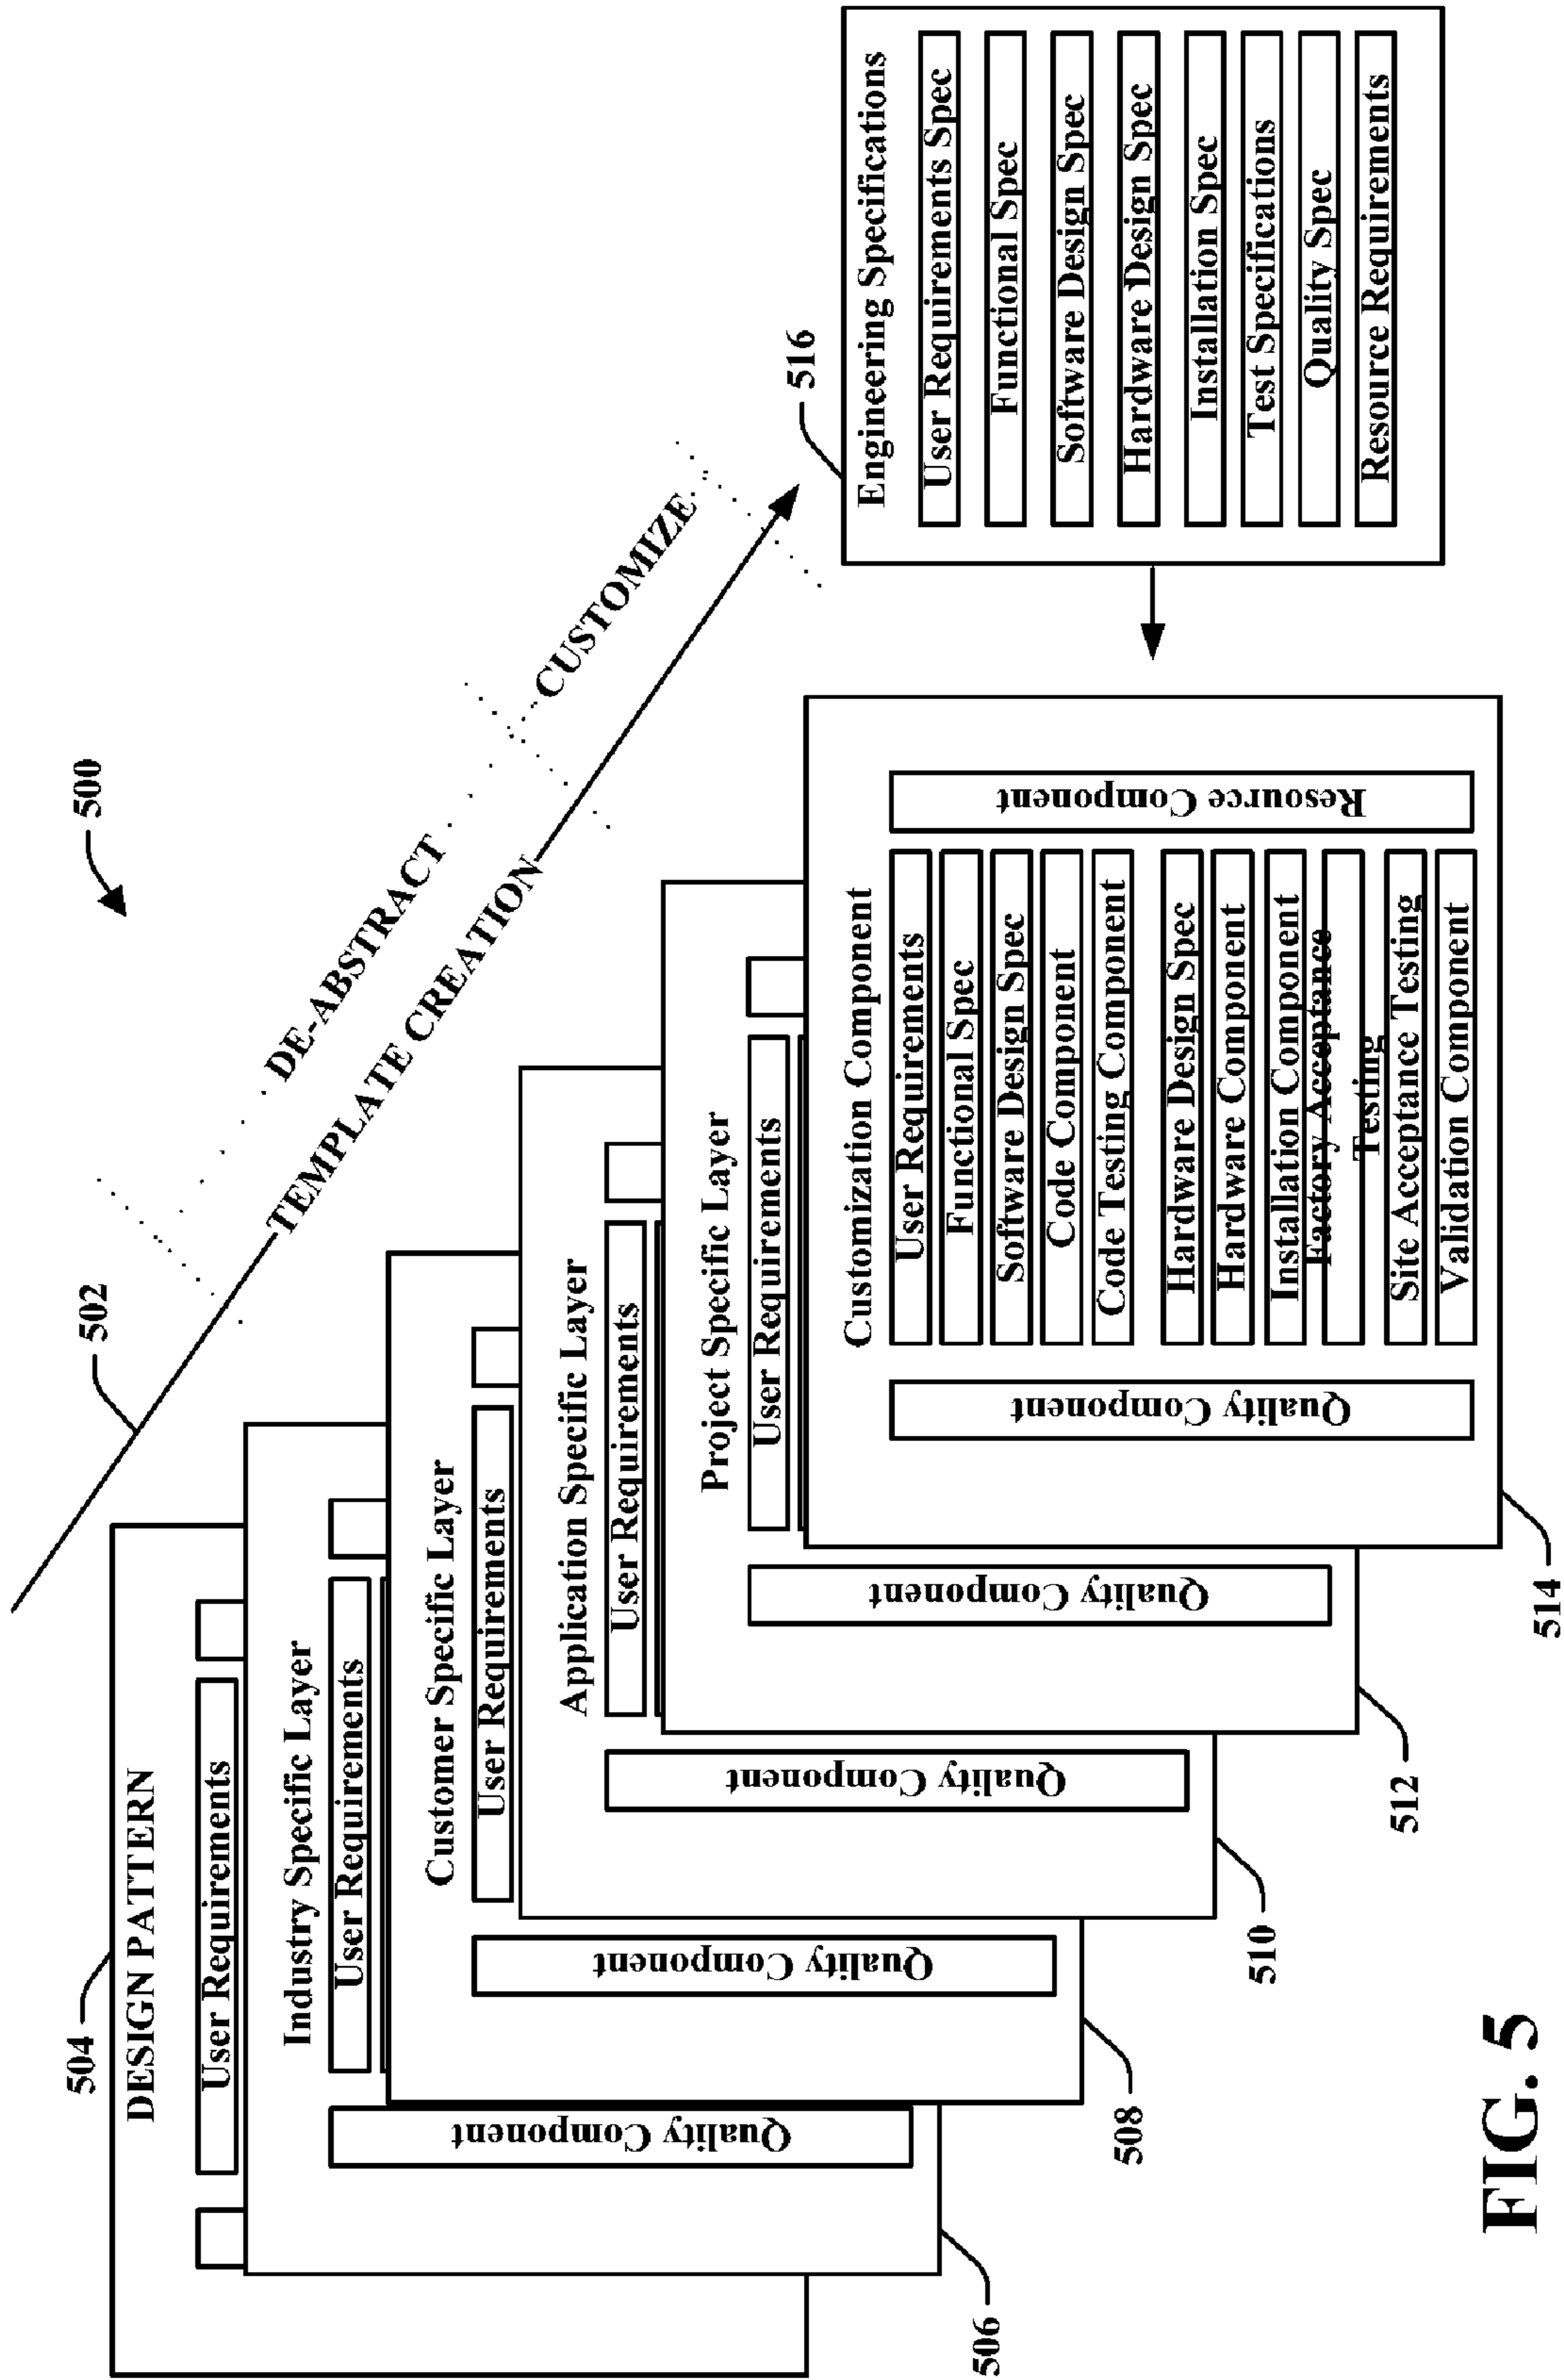 500
502
DE-ABSTRACT
TEMPLATE CREATION
CUSTOMIZE
504
DESIGN PATTERN
User Requirements
Industry Specific Layer
User Requirements
Quality Component
506
Customer Specific Layer
User Requirements
Quality Component
508
Application Specific Layer
User Requirements
Quality Component
510
Project Specific Layer
User Requirements
Quality Component
512
Customization Component
User Requirements
Functional Spec
Software Design Spec
Code Component
Code Testing Component
Hardware Design Spec
Hardware Component
Installation Component
Factory Acceptance
Testing
Site Acceptance Testing
Validation Component
Quality Component
Resource Component
514
516
Engineering Specifications
User Requirements Spec
Functional Spec
Software Design Spec
Hardware Design Spec
Installation Spec
Test Specifications
Quality Spec
Resource Requirements
FIG. 5